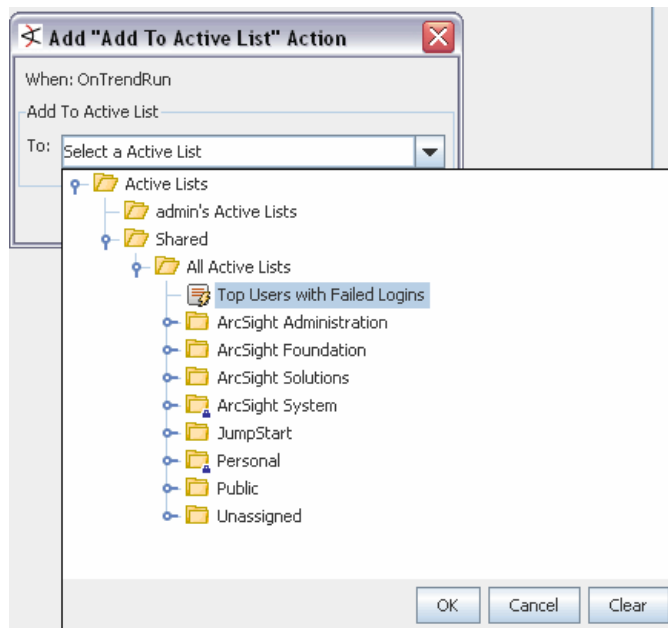 Add "Add To Active List" Action
When: OnTrendRun
Add To Active List
To: Select a Active List
Active Lists
admin's Active Lists
Shared
All Active Lists
Top Users with Failed Logins
ArcSight Administration
ArcSight Foundation
ArcSight Solutions
ArcSight System
JumpStart
Personal
Public
Unassigned
OK Cancel Clear